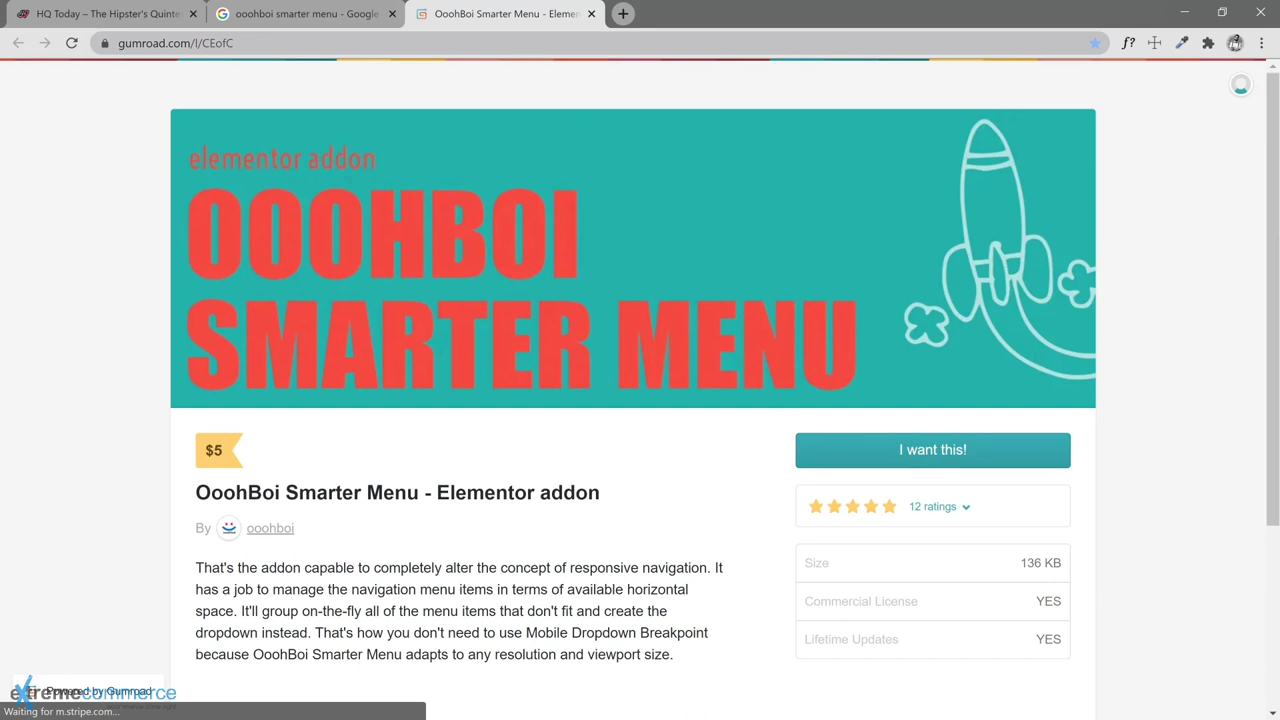 HQ Today – The Hipster's Quinte
ooohboi smarter menu - Google
OoohBoi Smarter Menu - Elemen
gumroad.com/l/CEofC
f?
elementor addon
OOOHBOI
SMARTER MENU
$5
I want this!
OoohBoi Smarter Menu - Elementor addon
12 ratings
By ooohboi
That's the addon capable to completely alter the concept of responsive navigation. It
has a job to manage the navigation menu items in terms of available horizontal
space. It'll group on-the-fly all of the menu items that don't fit and create the
dropdown instead. That's how you don't need to use Mobile Dropdown Breakpoint
because OoohBoi Smarter Menu adapts to any resolution and viewport size.
Size 136 KB
Commercial License YES
Lifetime Updates YES
Powered by Gumroad
extremecommerce
Waiting for m.stripe.com...